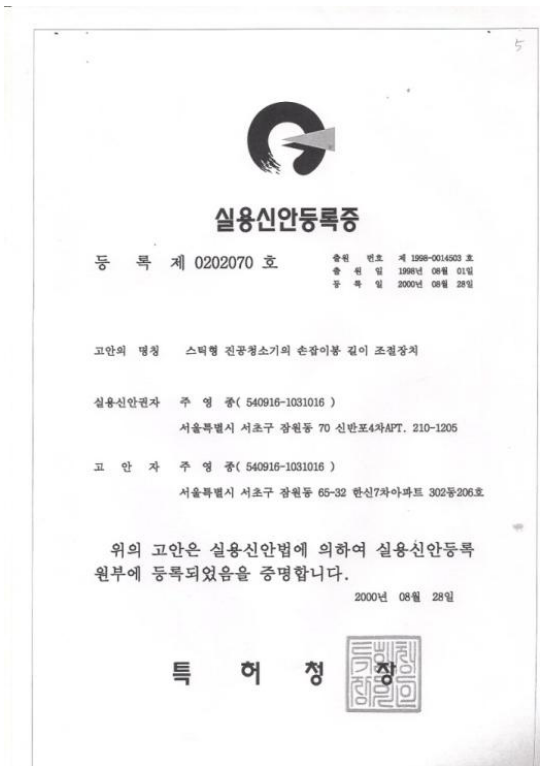 5
실용신안등록증
등 록 제 0202070 호
출원 번호 제 1998-0014503 호
출 원 일 1998년 08월 01일
등 록 일 2000년 08월 28일
고안의 명칭 스틱형 진공청소기의 손잡이봉 길이 조절장치
실용신안권자 주 영 종( 540916-1031016 )
서울특별시 서초구 잠원동 70 신반포4차APT. 210-1205
고 안 자 주 영 종( 540916-1031016 )
서울특별시 서초구 잠원동 65-32 한신7차아파트 302동206호
위의 고안은 실용신안법에 의하여 실용신안등록
원부에 등록되었음을 증명합니다.
2000년 08월 28일
특 허 청 장